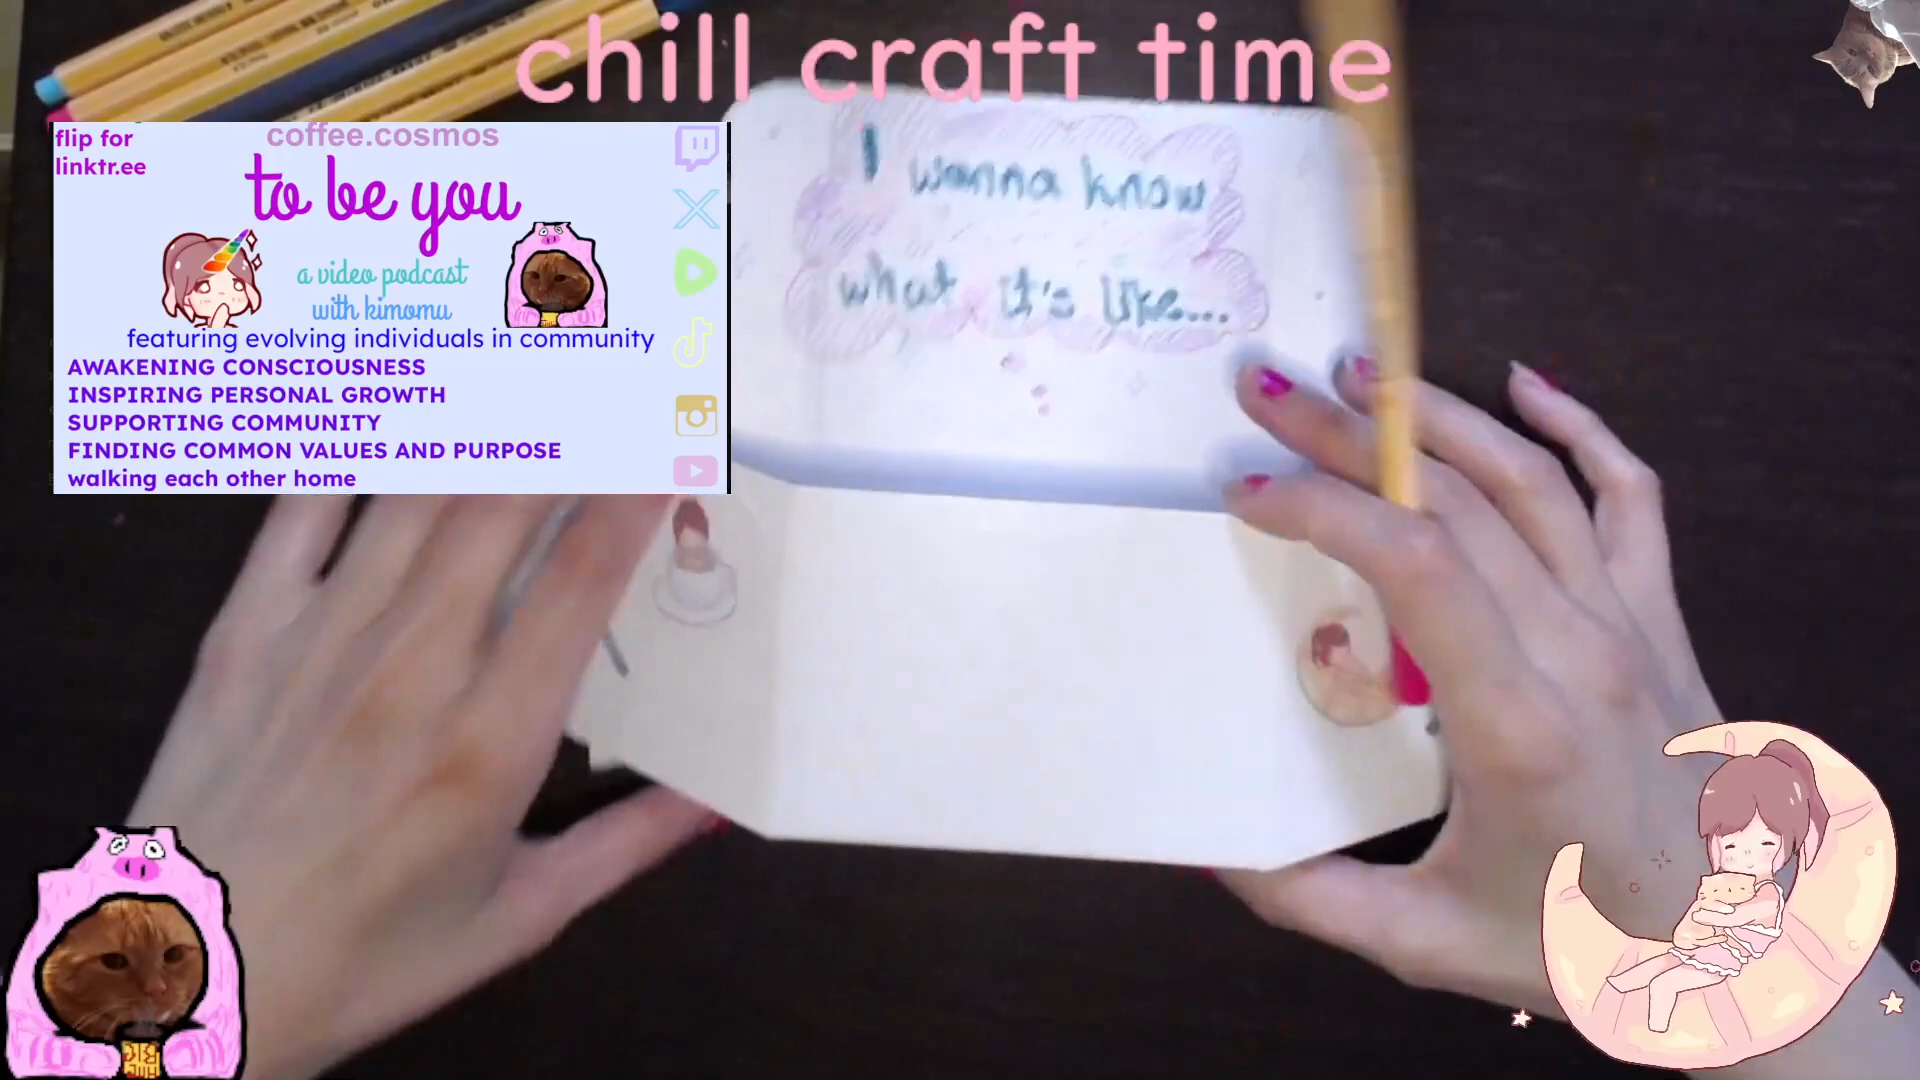 chill craft time
flip for
linktr.ee
coffee.cosmos
to be you
a video podcast
with kimomu
featuring evolving individuals in community
AWAKENING CONSCIOUSNESS
INSPIRING PERSONAL GROWTH
SUPPORTING COMMUNITY
FINDING COMMON VALUES AND PURPOSE
walking each other home
I wanna know
what it's like...